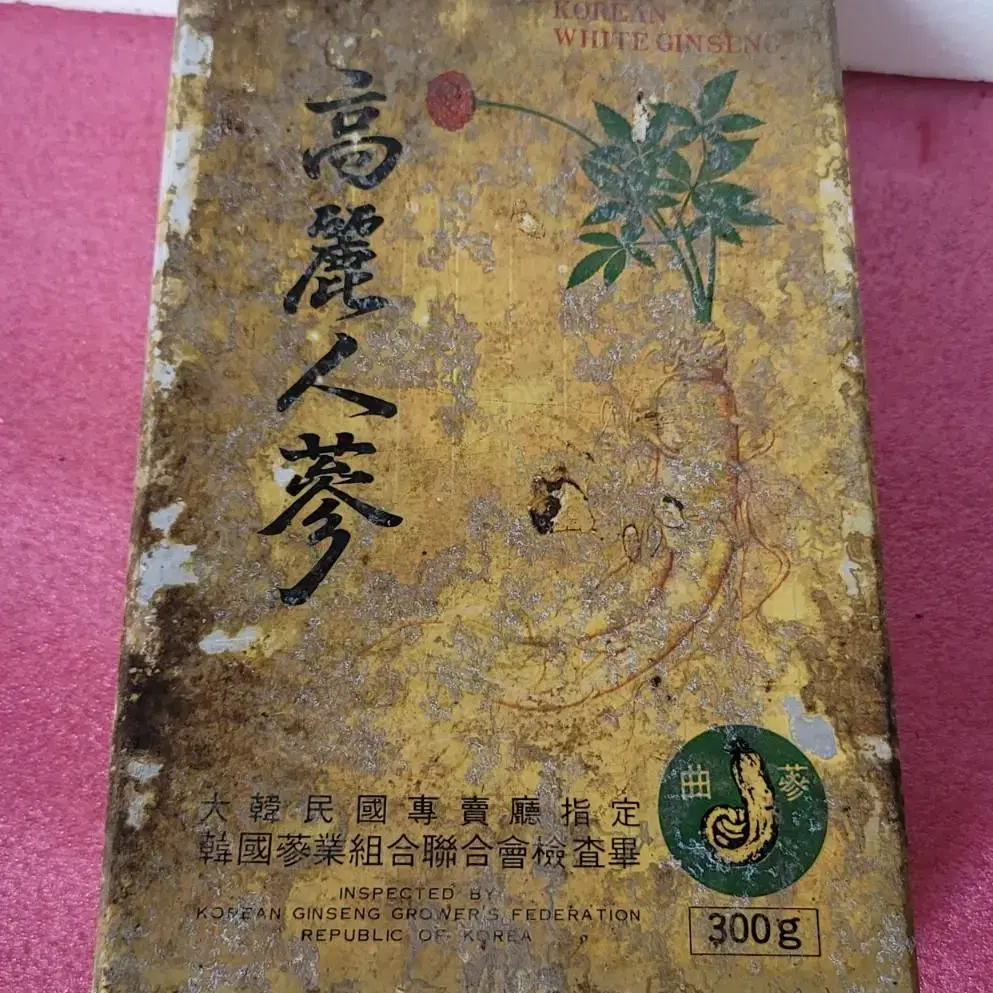 KOREAN
WHITE GINSENG
高麗人蔘
曲蔘
大韓民國專賣廳指定
韓國蔘業組合聯合會檢査畢
INSPECTED BY
KOREAN GINSENG GROWER'S FEDERATION
REPUBLIC OF KOREA
300g